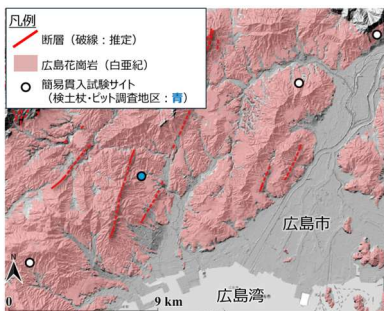 凡例
断層（破線：推定）
広島花崗岩（白亜紀）
簡易貫入試験サイト
（検土杖・ピット調査地区：青）
広島市
広島湾
N
0 9 km